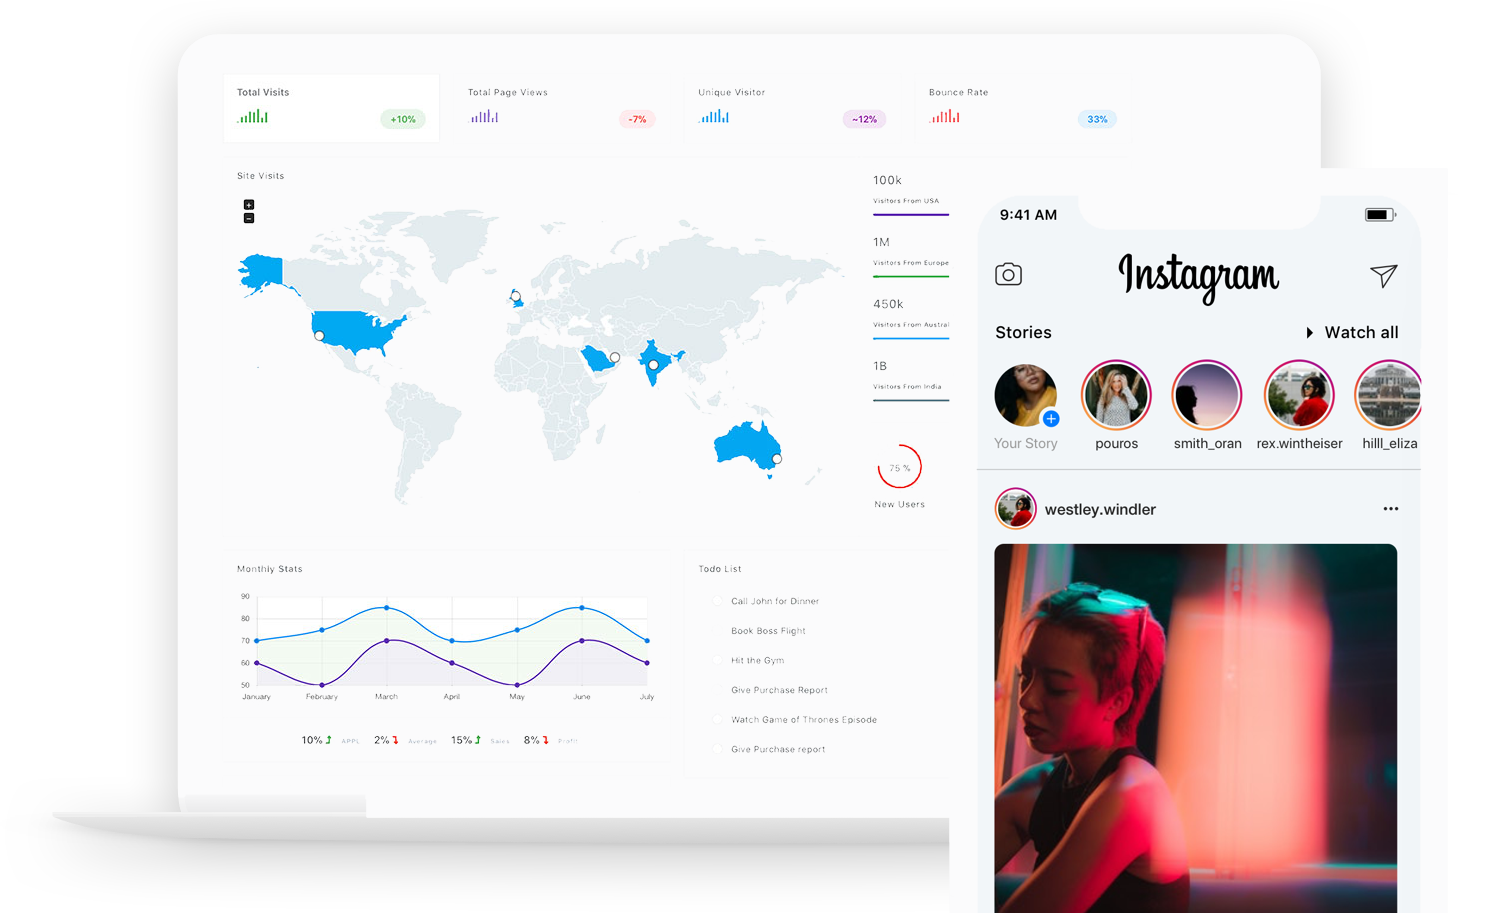 Total Visits
+10%
Total Page Views
-7%
Unique Visitor
~12%
Bounce Rate
33%
Site Visits
+
−
100k
Visitors From USA
1M
Visitors From Europe
450k
Visitors From Austral
1B
Visitors From India
75 %
New Users
Monthly Stats
90
80
70
60
50
January February March April May June July
10% APPL 2% Average 15% Sales 8% Profit
Todo List
Call John for Dinner
Book Boss Flight
Hit the Gym
Give Purchase Report
Watch Game of Thrones Episode
Give Purchase report
9:41 AM
Instagram
Stories
Watch all
Your Story pouros smith_oran rex.wintheiser hilll_eliza
westley.windler